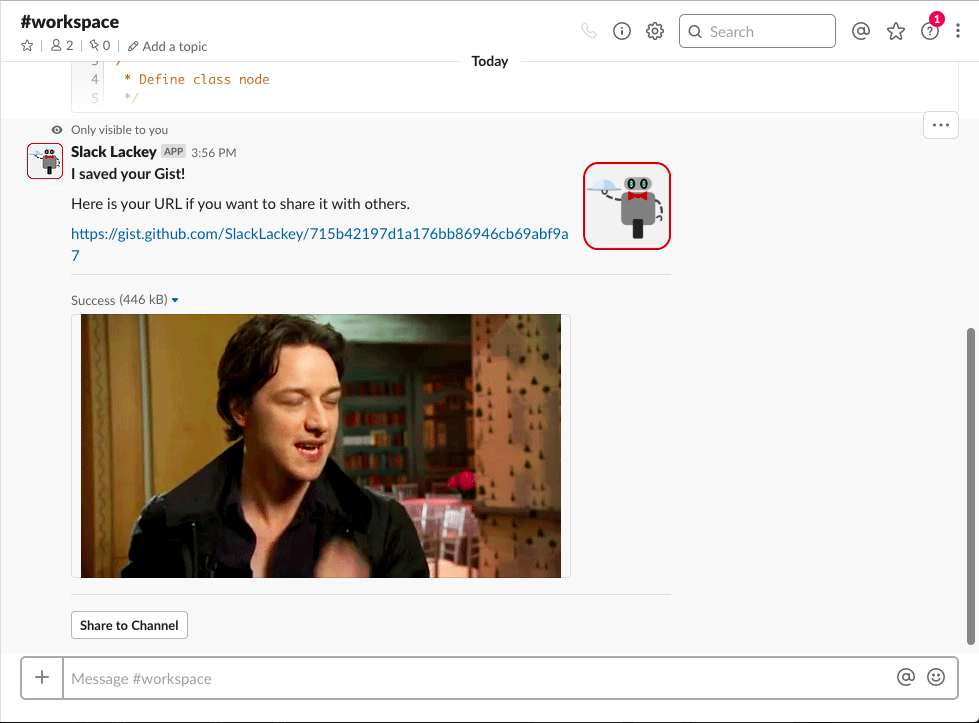 #workspace
2
0
Add a topic
Search
1
Today
3 /
4 * Define class node
5 */
Only visible to you
Slack Lackey APP 3:56 PM
I saved your Gist!
Here is your URL if you want to share it with others.
https://gist.github.com/SlackLackey/715b42197d1a176bb86946cb69abf9a
7
Success (446 kB)
Share to Channel
Message #workspace